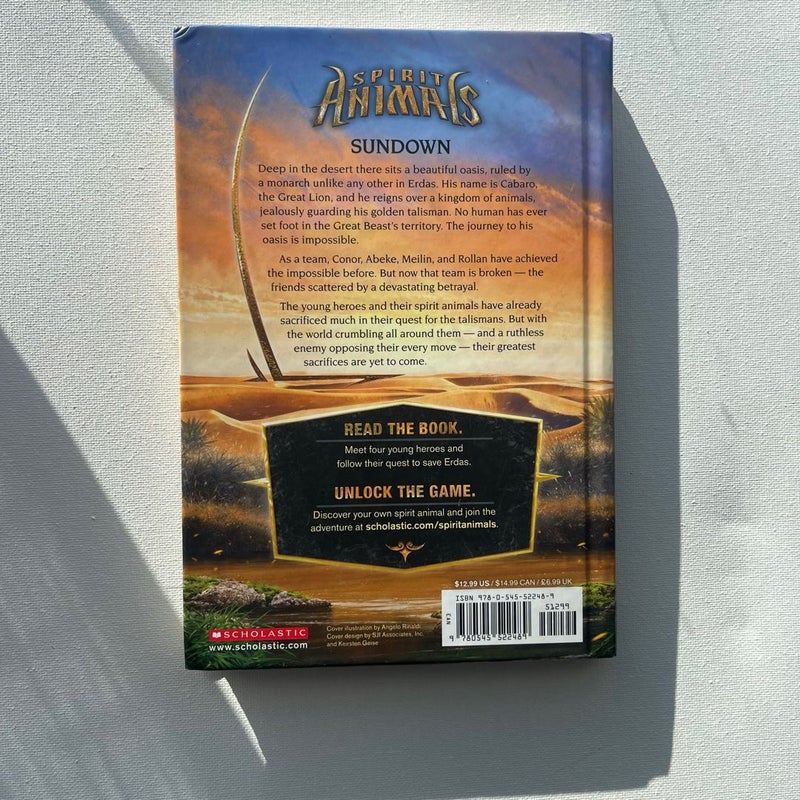 SPIRIT
ANIMALS
SUNDOWN
Deep in the desert there sits a beautiful oasis, ruled by
a monarch unlike any other in Erdas. His name is Cabaro,
the Great Lion, and he reigns over a kingdom of animals,
jealously guarding his golden talisman. No human has ever
set foot in the Great Beast's territory. The journey to his
oasis is impossible.
As a team, Conor, Abeke, Meilin, and Rollan have achieved
the impossible before. But now that team is broken — the
friends scattered by a devastating betrayal.
The young heroes and their spirit animals have already
sacrificed much in their quest for the talismans. But with
the world crumbling all around them — and a ruthless
enemy opposing their every move — their greatest
sacrifices are yet to come.
READ THE BOOK.
Meet four young heroes and
follow their quest to save Erdas.
UNLOCK THE GAME.
Discover your own spirit animal and join the
adventure at scholastic.com/spiritanimals.
$12.99 US / $14.99 CAN / £6.99 UK
ISBN 978-0-545-52248-9
51299
EAN
9 780545 522489
SCHOLASTIC
www.scholastic.com
Cover illustration by Angelo Rinaldi
Cover design by SJI Associates, Inc.
and Keirsten Geise